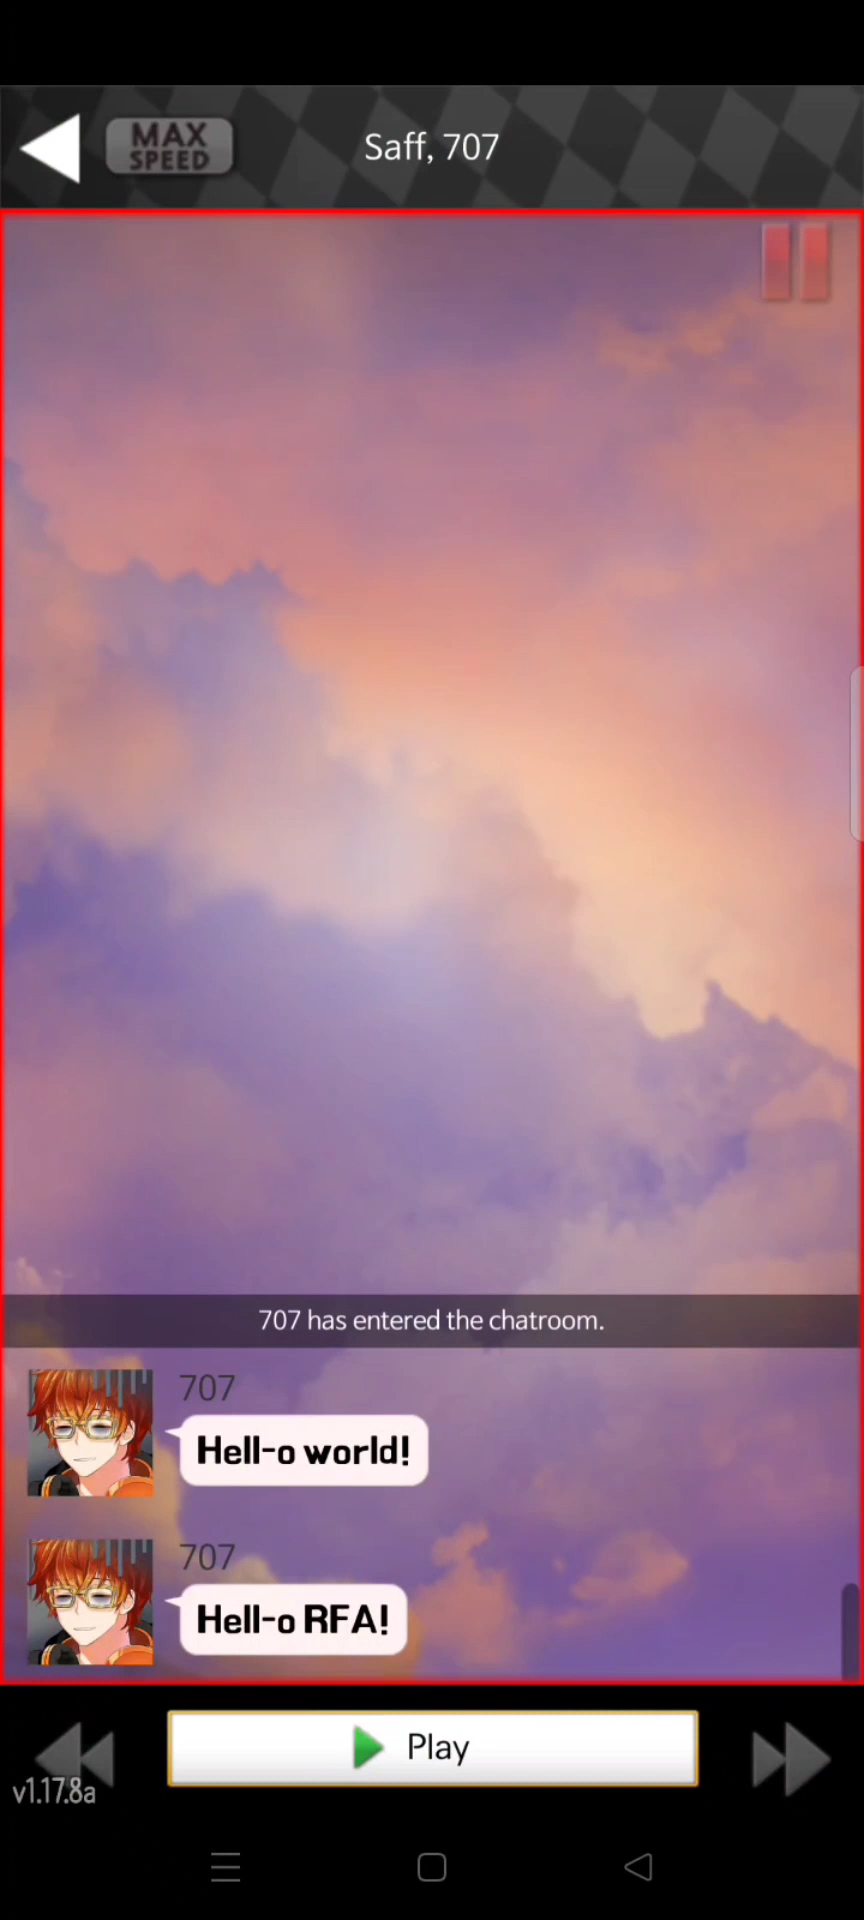 MAX
SPEED
Saff, 707
707 has entered the chatroom.
707
Hell-o world!
707
Hell-o RFA!
Play
v1.17.8a